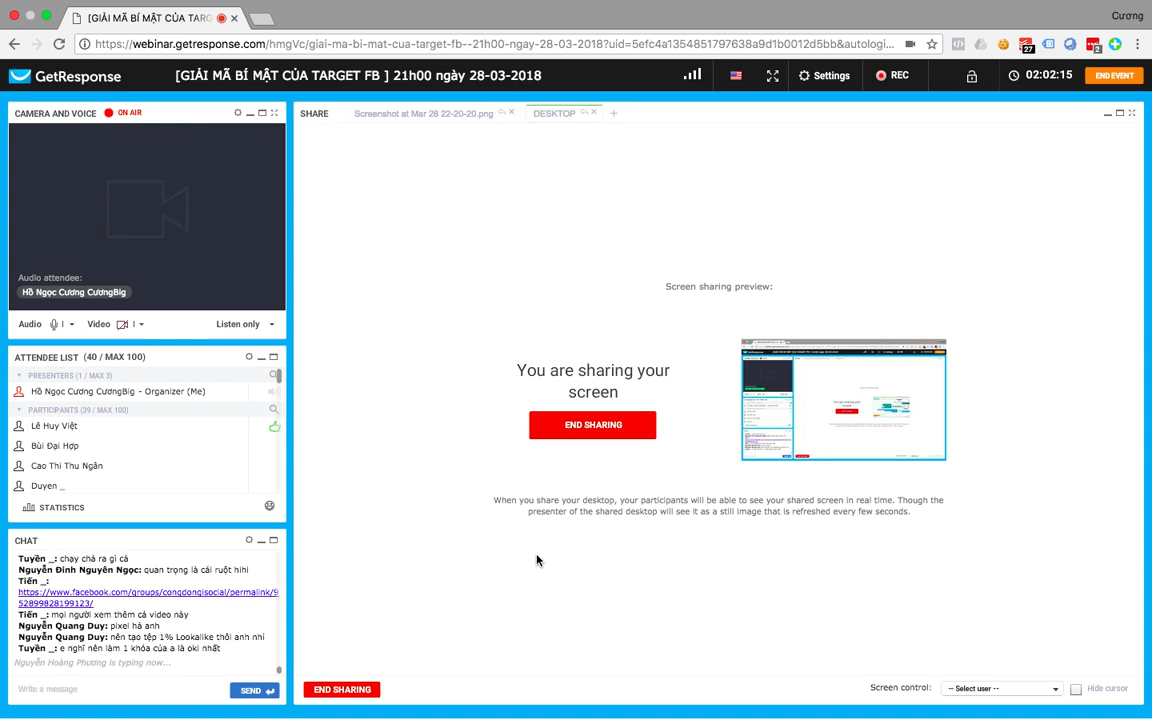 [GIẢI MÃ BÍ MẬT CỦA TARG
Cương
https://webinar.getresponse.com/hmgVc/giai-ma-bi-mat-cua-target-fb--21h00-ngay-28-03-2018?uid=5efc4a1354851797638a9d1b0012d5bb&autologi...
27
2
GetResponse
[GIẢI MÃ BÍ MẬT CỦA TARGET FB ] 21h00 ngày 28-03-2018
Settings
REC
02:02:15
END EVENT
CAMERA AND VOICE
ON AIR
Audio attendee:
Hồ Ngọc Cương CươngBig
Audio
Video
Listen only
ATTENDEE LIST (40 / MAX 100)
PRESENTERS (1 / MAX 3)
Hồ Ngọc Cương CươngBig - Organizer (Me)
PARTICIPANTS (39 / MAX 100)
Lê Huy Việt
Bùi Đại Hợp
Cao Thi Thu Ngân
Duyen _
STATISTICS
CHAT
Tuyền _: chạy chả ra gì cả
Nguyễn Đình Nguyên Ngọc: quan trọng là cái ruột hihi
Tiến _:
https://www.facebook.com/groups/congdongisocial/permalink/9
52899828199123/
Tiến _: mọi người xem thêm cả video này
Nguyễn Quang Duy: pixel hả anh
Nguyễn Quang Duy: nên tạo tệp 1% Lookalike thôi anh nhỉ
Tuyền _: e nghĩ nên làm 1 khóa của a là oki nhất
Nguyễn Hoàng Phương is typing now...
Write a message
SEND
SHARE
Screenshot at Mar 28 22-20-20.png
DESKTOP
Screen sharing preview:
You are sharing your
screen
END SHARING
When you share your desktop, your participants will be able to see your shared screen in real time. Though the
presenter of the shared desktop will see it as a still image that is refreshed every few seconds.
END SHARING
Screen control:
-- Select user --
Hide cursor